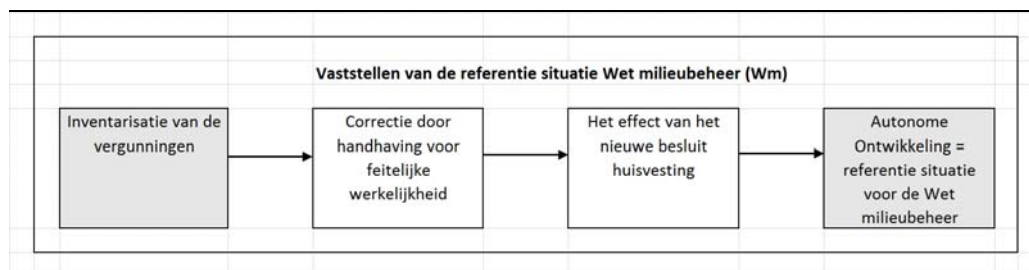 Vaststellen van de referentie situatie Wet milieubeheer (Wm)
Inventarisatie van de
vergunningen
Correctie door
handhaving voor
feitelijke
werkelijkheid
Het effect van het
nieuwe besluit
huisvesting
Autonome
Ontwikkeling =
referentie situatie
voor de Wet
milieubeheer